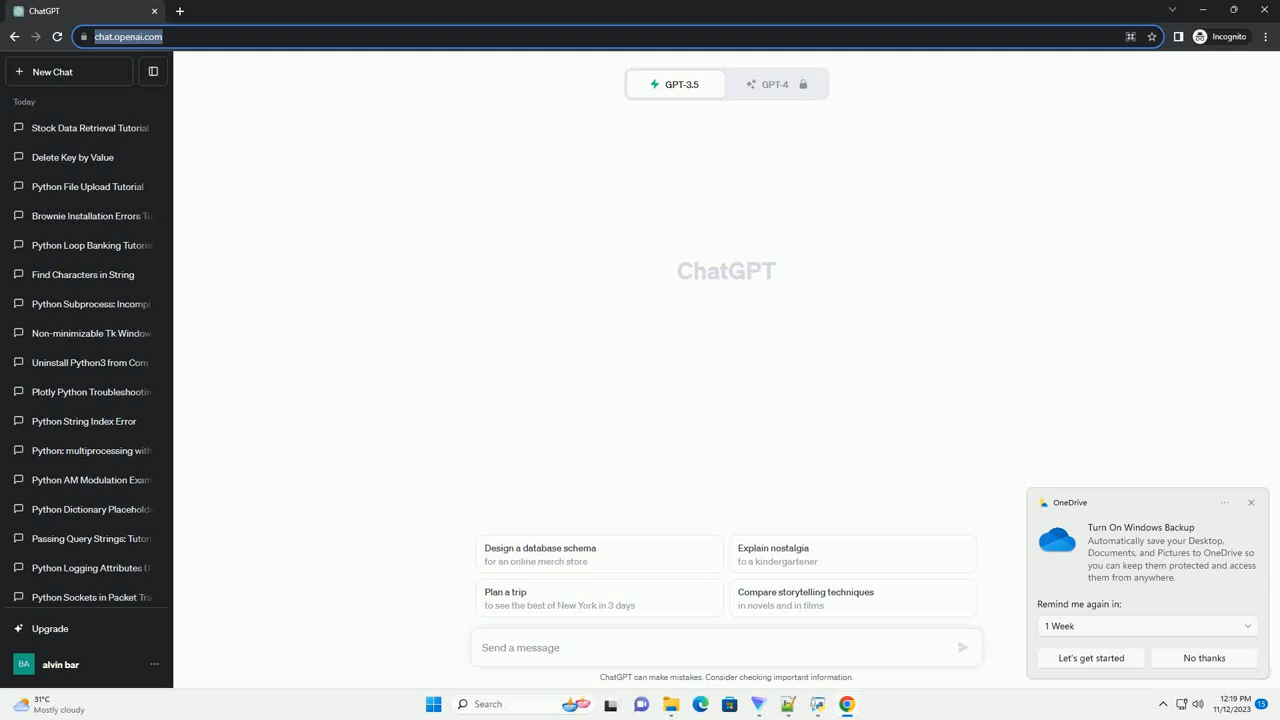 ChatGPT
chat.openai.com
Incognito
New Chat
Today
Stock Data Retrieval Tutorial
Delete Key by Value
Python File Upload Tutorial
Brownie Installation Errors Tu
Python Loop Banking Tutorial
Find Characters in String
Python Subprocess: Incompl
Non-minimizable Tk Window
Uninstall Python3 from Com
Plotly Python Troubleshootin
Python String Index Error
Python: multiprocessing with
Python AM Modulation Exam
Python Dictionary Placeholde
Passing Query Strings: Tutor
Python Logging Attributes D
Python Sockets in Packet Tra
Upgrade
BA alvin bar
GPT-3.5
GPT-4
ChatGPT
Design a database schema
for an online merch store
Explain nostalgia
to a kindergartener
Plan a trip
to see the best of New York in 3 days
Compare storytelling techniques
in novels and in films
Send a message
ChatGPT can make mistakes. Consider checking important information.
OneDrive
Turn On Windows Backup
Automatically save your Desktop,
Documents, and Pictures to OneDrive so
you can keep them protected and access
them from anywhere.
Remind me again in:
1 Week
Let's get started
No thanks
31°C
Mostly cloudy
Search
12:19 PM
11/12/2023
15